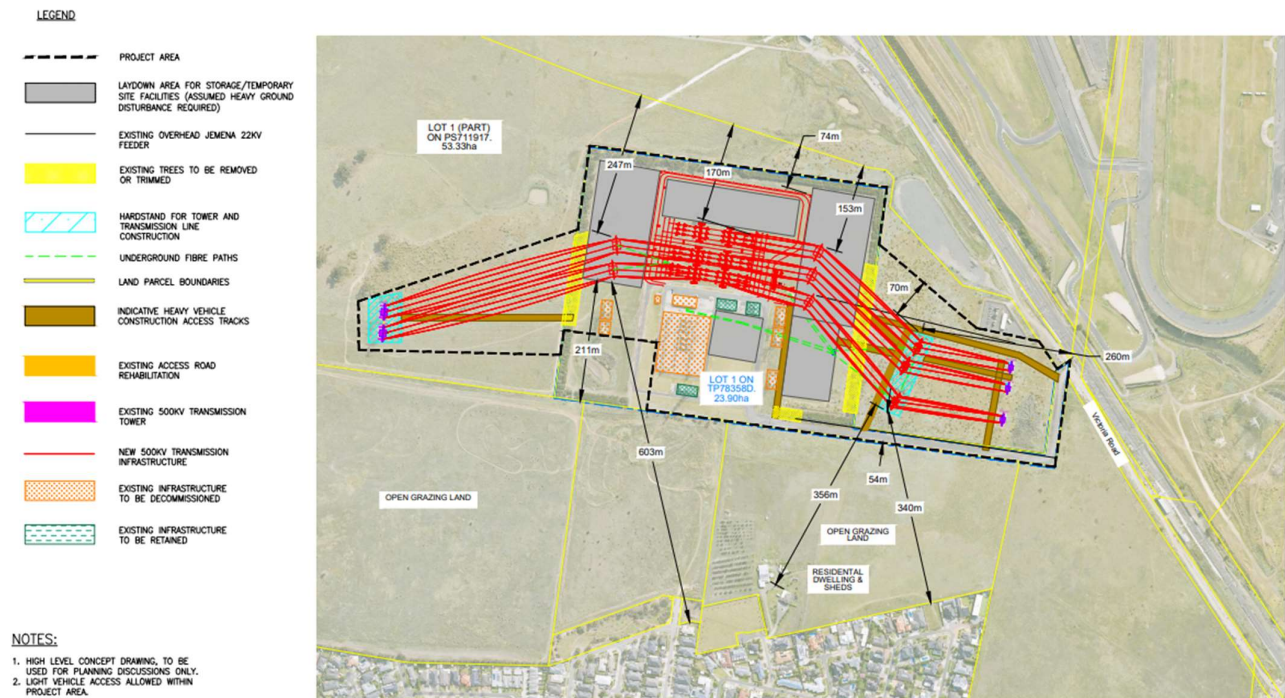 LEGEND
PROJECT AREA
LAYDOWN AREA FOR STORAGE/TEMPORARY
SITE FACILITIES (ASSUMED HEAVY GROUND
DISTURBANCE REQUIRED)
EXISTING OVERHEAD JEMENA 22KV
FEEDER
EXISTING TREES TO BE REMOVED
OR TRIMMED
HARDSTAND FOR TOWER AND
TRANSMISSION LINE
CONSTRUCTION
UNDERGROUND FIBRE PATHS
LAND PARCEL BOUNDARIES
INDICATIVE HEAVY VEHICLE
CONSTRUCTION ACCESS TRACKS
EXISTING ACCESS ROAD
REHABILITATION
EXISTING 500KV TRANSMISSION
TOWER
NEW 500KV TRANSMISSION
INFRASTRUCTURE
EXISTING INFRASTRUCTURE
TO BE DECOMMISSIONED
EXISTING INFRASTRUCTURE
TO BE RETAINED
NOTES:
1. HIGH LEVEL CONCEPT DRAWING, TO BE
USED FOR PLANNING DISCUSSIONS ONLY.
2. LIGHT VEHICLE ACCESS ALLOWED WITHIN
PROJECT AREA.
LOT 1 (PART)
ON PS711917.
53.33ha
74m
247m
170m
153m
70m
260m
211m
LOT 1 ON
TP78358D.
23.90ha
Victoria Road
603m
54m
356m
340m
OPEN GRAZING LAND
OPEN GRAZING
LAND
RESIDENTAL
DWELLING &
SHEDS